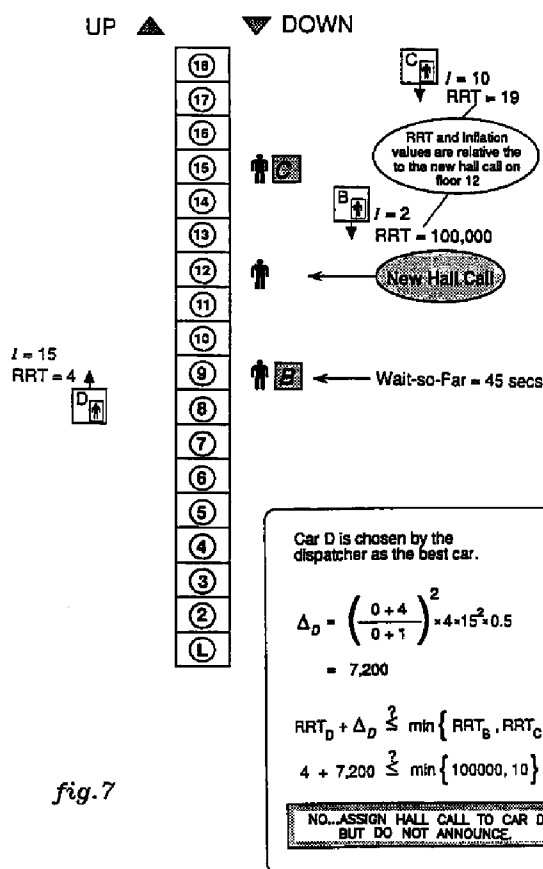 UP DOWN
18
17
16
15
14
13
12
11
10
9
8
7
6
5
4
3
2
L
C
I = 10
RRT = 19
RRT and Inflation
values are relative the
to the new hall call on
floor 12
C
B
I = 2
RRT = 100,000
New Hall Call
I = 15
RRT = 4
D
B
Wait-so-Far = 45 secs
Car D is chosen by the
dispatcher as the best car.
Δ_D = ( (0 + 4) / (0 + 1) )² × 4 × 15² × 0.5
= 7,200
RRT_D + Δ_D ≤? min { RRT_B , RRT_C
4 + 7,200 ≤? min { 100000, 10 }
NO...ASSIGN HALL CALL TO CAR D
BUT DO NOT ANNOUNCE.
fig.7